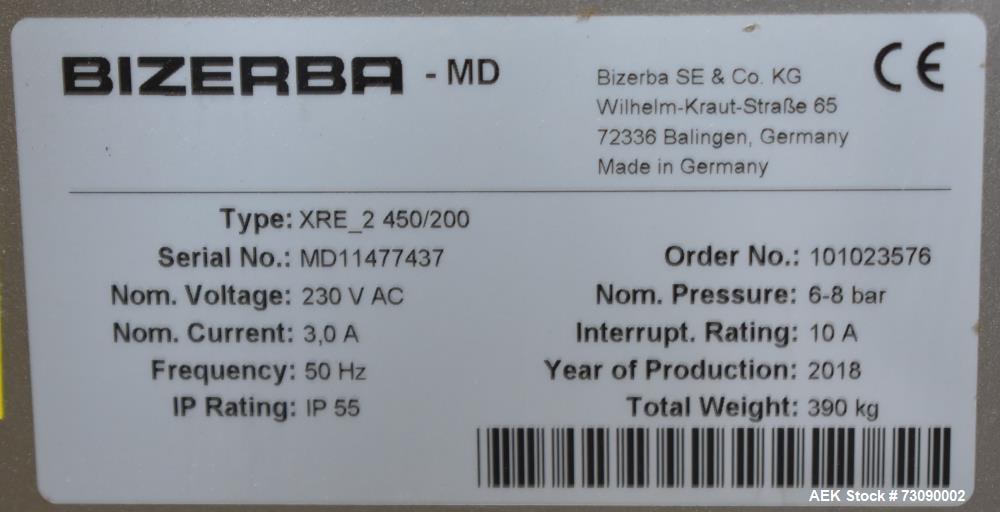 BIZERBA - MD
CE
Bizerba SE & Co. KG
Wilhelm-Kraut-Straße 65
72336 Balingen, Germany
Made in Germany
Type: XRE_2 450/200
Serial No.: MD11477437
Order No.: 101023576
Nom. Voltage: 230 V AC
Nom. Pressure: 6-8 bar
Nom. Current: 3,0 A
Interrupt. Rating: 10 A
Frequency: 50 Hz
Year of Production: 2018
IP Rating: IP 55
Total Weight: 390 kg
AEK Stock # 73090002